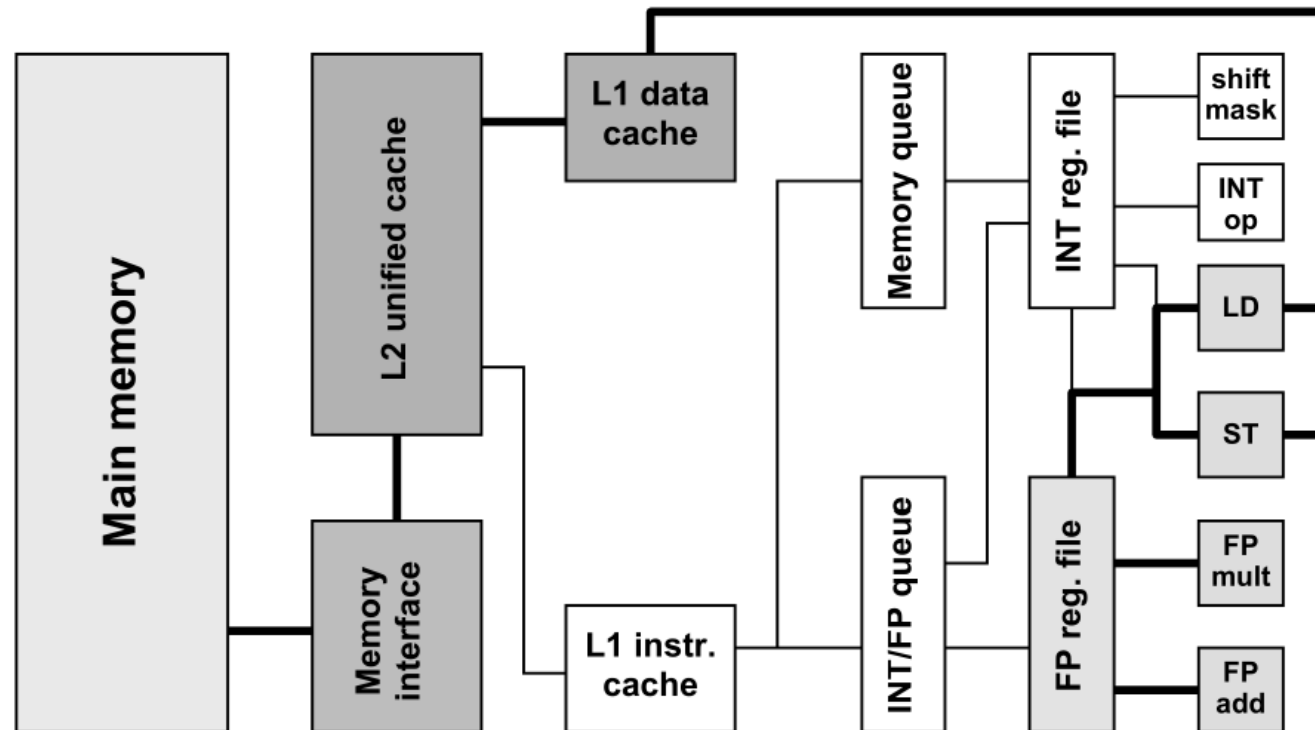 Main memory
L2 unified cache
Memory
interface
L1 data
cache
L1 instr.
cache
Memory queue
INT/FP queue
INT reg. file
FP reg. file
shift
mask
INT
op
LD
ST
FP
mult
FP
add